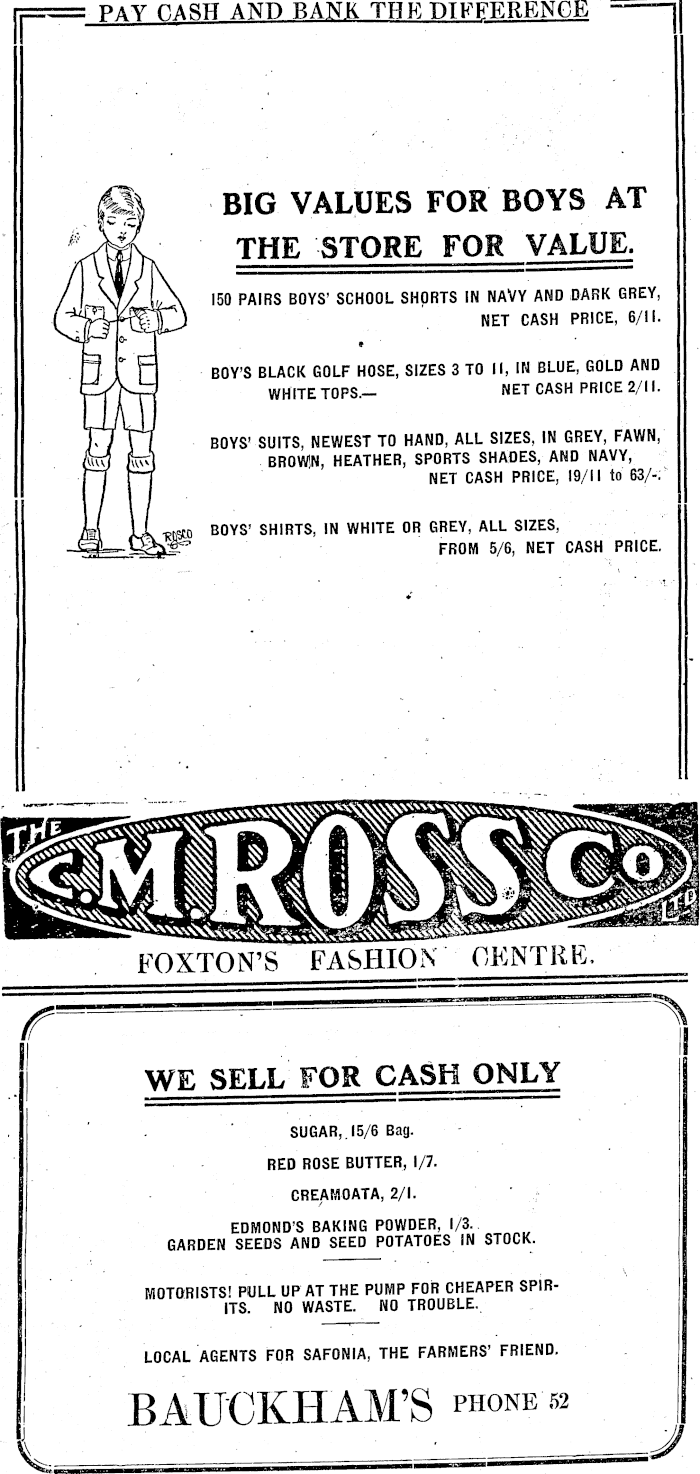 PAY CASH AND BANK THE DIFFERENCE
BIG VALUES FOR BOYS AT
THE STORE FOR VALUE.
150 PAIRS BOYS' SCHOOL SHORTS IN NAVY AND DARK GREY,
NET CASH PRICE, 6/11.
BOY'S BLACK GOLF HOSE, SIZES 3 TO 11, IN BLUE, GOLD AND
WHITE TOPS.— NET CASH PRICE 2/11.
BOYS' SUITS, NEWEST TO HAND, ALL SIZES, IN GREY, FAWN,
BROWN, HEATHER, SPORTS SHADES, AND NAVY,
NET CASH PRICE, 19/11 to 63/-.
BOYS' SHIRTS, IN WHITE OR GREY, ALL SIZES,
FROM 5/6, NET CASH PRICE.
ROSCO
THE
C.M.ROSS Co
LTD
FOXTON'S FASHION CENTRE.
WE SELL FOR CASH ONLY
SUGAR, 15/6 Bag.
RED ROSE BUTTER, 1/7.
CREAMOATA, 2/1.
EDMOND'S BAKING POWDER, 1/3.
GARDEN SEEDS AND SEED POTATOES IN STOCK.
MOTORISTS! PULL UP AT THE PUMP FOR CHEAPER SPIR-
ITS. NO WASTE. NO TROUBLE.
LOCAL AGENTS FOR SAFONIA, THE FARMERS' FRIEND.
BAUCKHAM'S PHONE 52